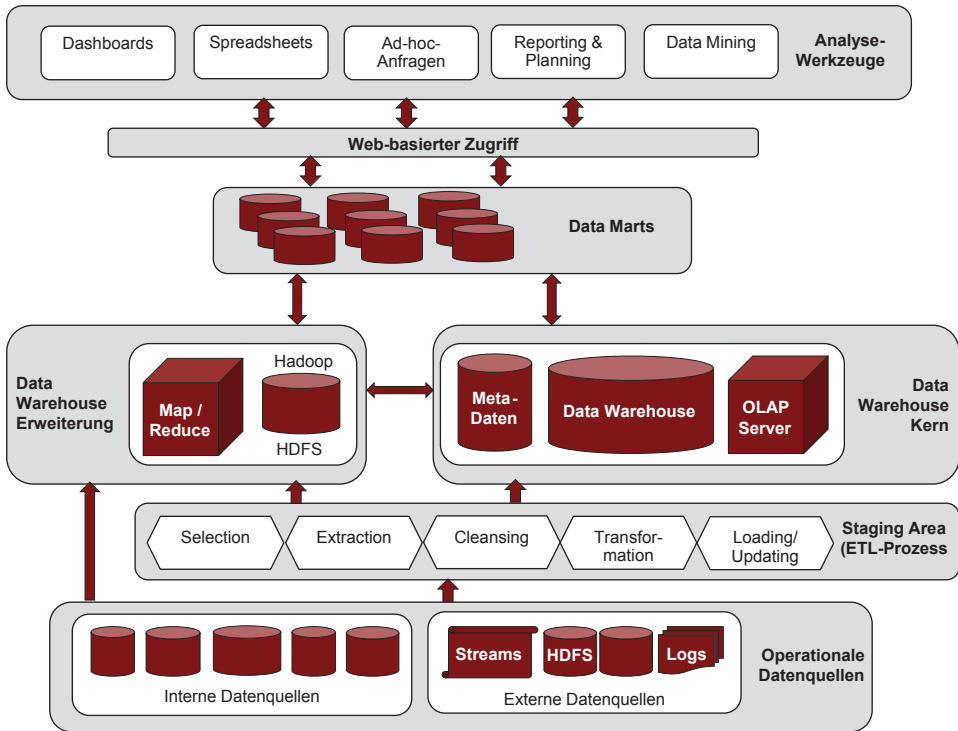 Dashboards
Spreadsheets
Ad-hoc-
Anfragen
Reporting &
Planning
Data Mining
Analyse-
Werkzeuge
Web-basierter Zugriff
Data Marts
Data
Warehouse
Erweiterung
Map /
Reduce
Hadoop
HDFS
Meta-
Daten
Data Warehouse
OLAP
Server
Data
Warehouse
Kern
Selection
Extraction
Cleansing
Transfor-
mation
Loading/
Updating
Staging Area
(ETL-Prozess
Interne Datenquellen
Streams
HDFS
Logs
Externe Datenquellen
Operationale
Datenquellen